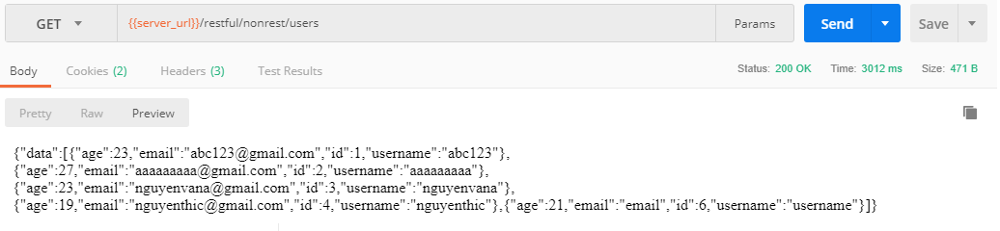 GET {{server_url}}/restful/nonrest/users Params Send Save
Body Cookies (2) Headers (3) Test Results Status: 200 OK Time: 3012 ms Size: 471 B
Pretty Raw Preview
{"data":[{"age":23,"email":"abc123@gmail.com","id":1,"username":"abc123"},
{"age":27,"email":"aaaaaaaaa@gmail.com","id":2,"username":"aaaaaaaaa"},
{"age":23,"email":"nguyenvana@gmail.com","id":3,"username":"nguyenvana"},
{"age":19,"email":"nguyenthic@gmail.com","id":4,"username":"nguyenthic"},{"age":21,"email":"email","id":6,"username":"username"}]}